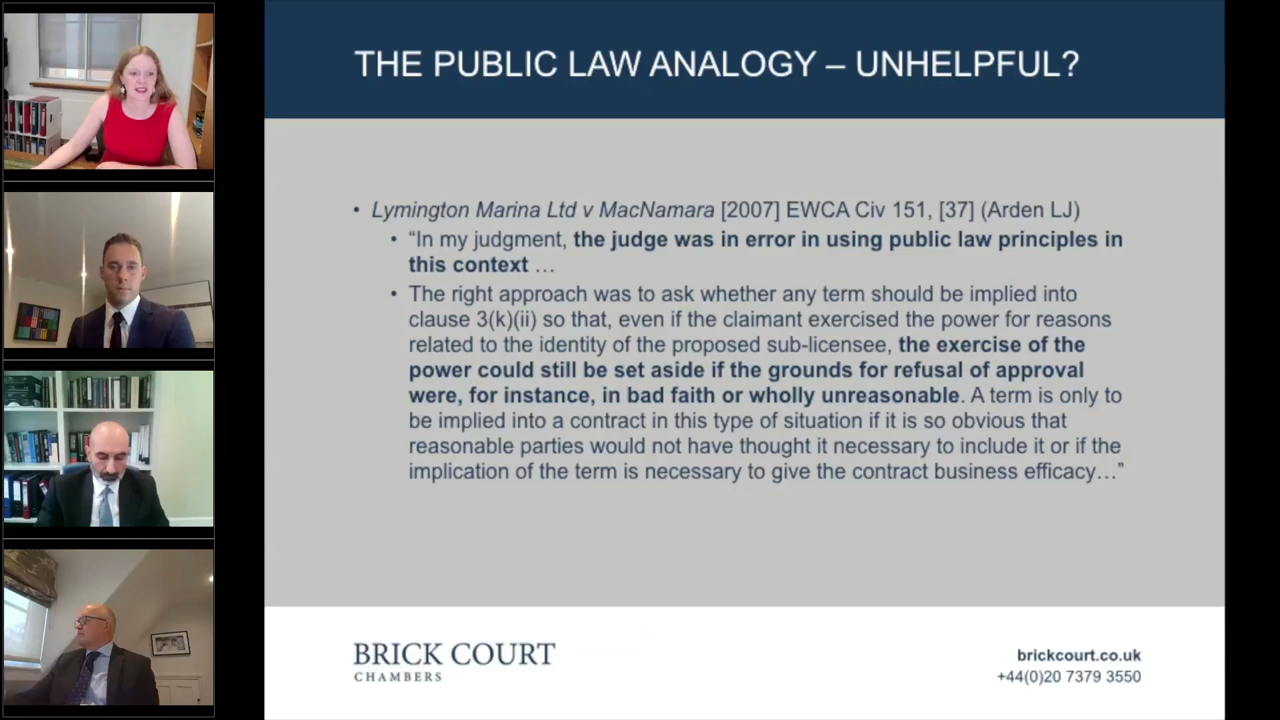 THE PUBLIC LAW ANALOGY – UNHELPFUL?
• Lymington Marina Ltd v MacNamara [2007] EWCA Civ 151, [37] (Arden LJ)
• “In my judgment, the judge was in error in using public law principles in
this context …
• The right approach was to ask whether any term should be implied into
clause 3(k)(ii) so that, even if the claimant exercised the power for reasons
related to the identity of the proposed sub-licensee, the exercise of the
power could still be set aside if the grounds for refusal of approval
were, for instance, in bad faith or wholly unreasonable. A term is only to
be implied into a contract in this type of situation if it is so obvious that
reasonable parties would not have thought it necessary to include it or if the
implication of the term is necessary to give the contract business efficacy…”
BRICK COURT
CHAMBERS
brickcourt.co.uk
+44(0)20 7379 3550